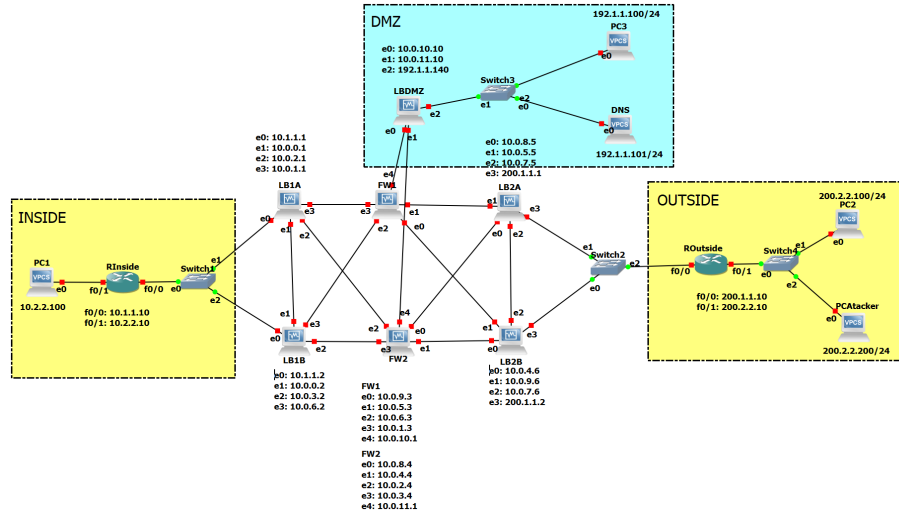 DMZ
192.1.1.100/24
PC3
VPCS
e0
e0: 10.0.10.10
e1: 10.0.11.10
e2: 192.1.1.140
Switch3
e1
e2
e0
LBDMZ
e2
e0
e1
DNS
VPCS
e0
192.1.1.101/24
e0: 10.1.1.1
e1: 10.0.0.1
e2: 10.0.2.1
e3: 10.0.1.1
e0: 10.0.8.5
e1: 10.0.5.5
e2: 10.0.7.5
e3: 200.1.1.1
LB1A
e0
e1
e2
e3
e4
FW1
e3
e2
e1
e0
LB2A
e1
e0
e2
e3
INSIDE
PC1
VPCS
e0
10.2.2.100
RInside
f0/1
f0/0
Switch1
e0
e1
e2
f0/0: 10.1.1.10
f0/1: 10.2.2.10
OUTSIDE
200.2.2.100/24
PC2
VPCS
e0
Switch2
e1
e2
e0
ROutside
f0/0
f0/1
Switch4
e0
e1
e2
f0/0: 200.1.1.10
f0/1: 200.2.2.10
PCAtacker
e0
VPCS
200.2.2.200/24
e1
e3
e0
e2
LB1B
e4
e2
e0
e3
e1
FW2
e2
e1
e3
e0
LB2B
e0: 10.1.1.2
e1: 10.0.0.2
e2: 10.0.3.2
e3: 10.0.6.2
e0: 10.0.4.6
e1: 10.0.9.6
e2: 10.0.7.6
e3: 200.1.1.2
FW1
e0: 10.0.9.3
e1: 10.0.5.3
e2: 10.0.6.3
e3: 10.0.1.3
e4: 10.0.10.1
FW2
e0: 10.0.8.4
e1: 10.0.4.4
e2: 10.0.2.4
e3: 10.0.3.4
e4: 10.0.11.1